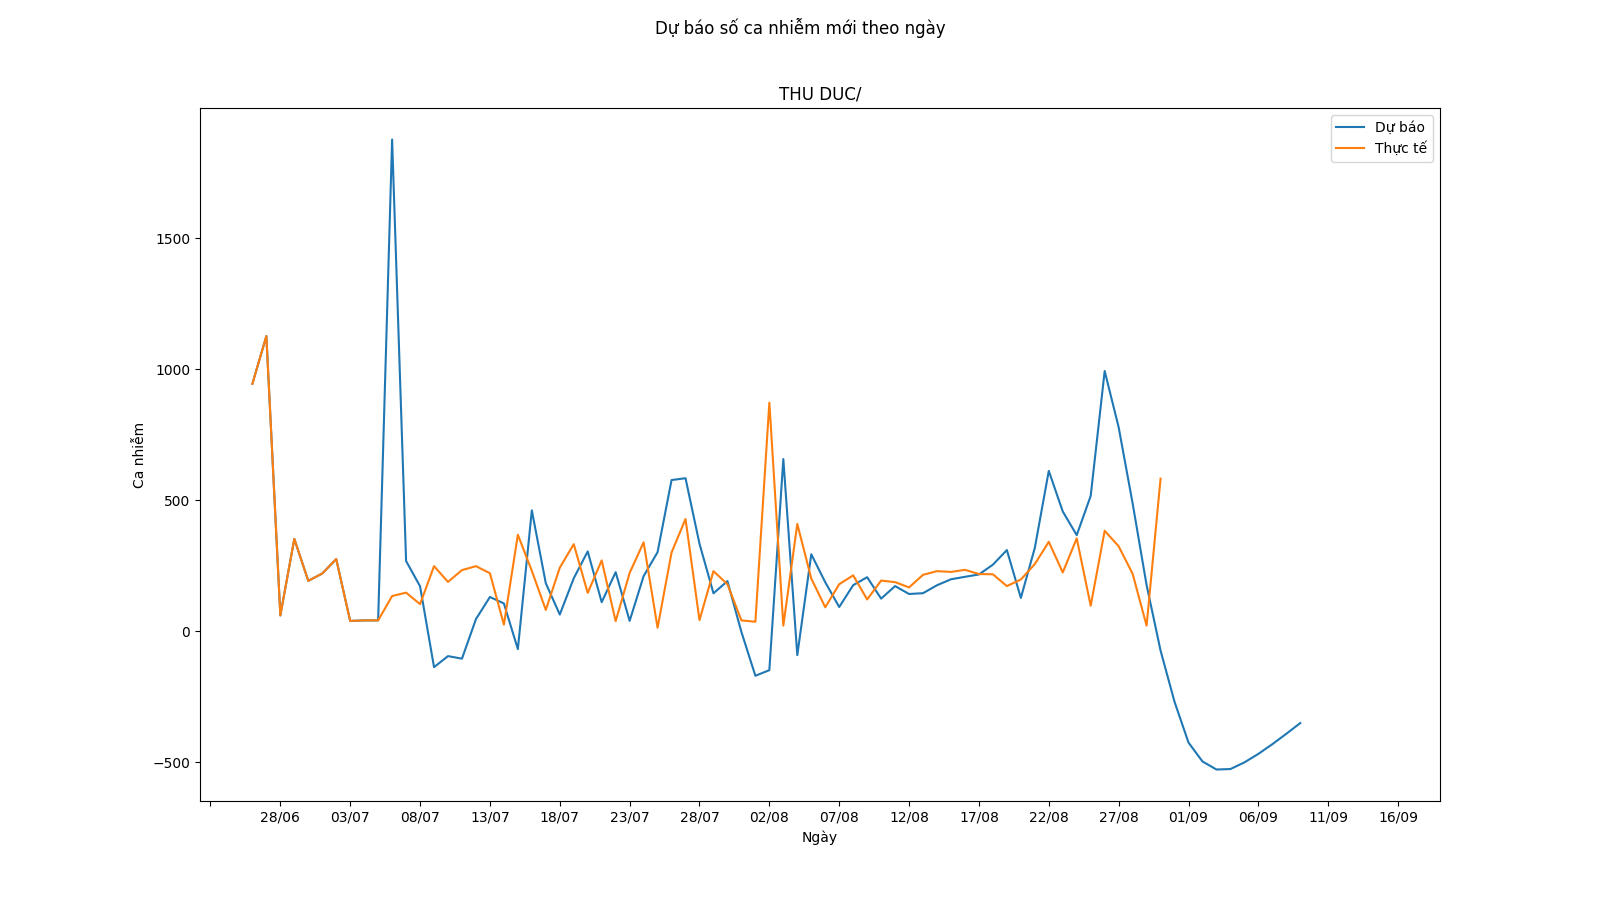 Dự báo số ca nhiễm mới theo ngày
THU DUC/
Dự báo
Thực tế
1500
1000
500
0
−500
Ca nhiễm
28/06 03/07 08/07 13/07 18/07 23/07 28/07 02/08 07/08 12/08 17/08 22/08 27/08 01/09 06/09 11/09 16/09
Ngày